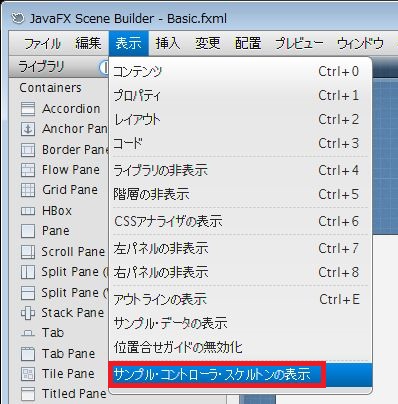 JavaFX Scene Builder - Basic.fxml
ファイル 編集 表示 挿入 変更 配置 プレビュー ウィンドウ
ライブラリ
Containers
Accordion
Anchor Pan
Border Pan
Flow Pane
Grid Pane
HBox
Pane
Scroll Pane
Split Pane (
Split Pane (
Stack Pane
Tab
Tab Pane
Tile Pane
Titled Pane
コンテンツ Ctrl+0
プロパティ Ctrl+1
レイアウト Ctrl+2
コード Ctrl+3
ライブラリの非表示 Ctrl+4
階層の非表示 Ctrl+5
CSSアナライザの表示 Ctrl+6
左パネルの非表示 Ctrl+7
右パネルの非表示 Ctrl+8
アウトラインの表示 Ctrl+E
サンプル・データの表示
位置合せガイドの無効化
サンプル・コントローラ・スケルトンの表示